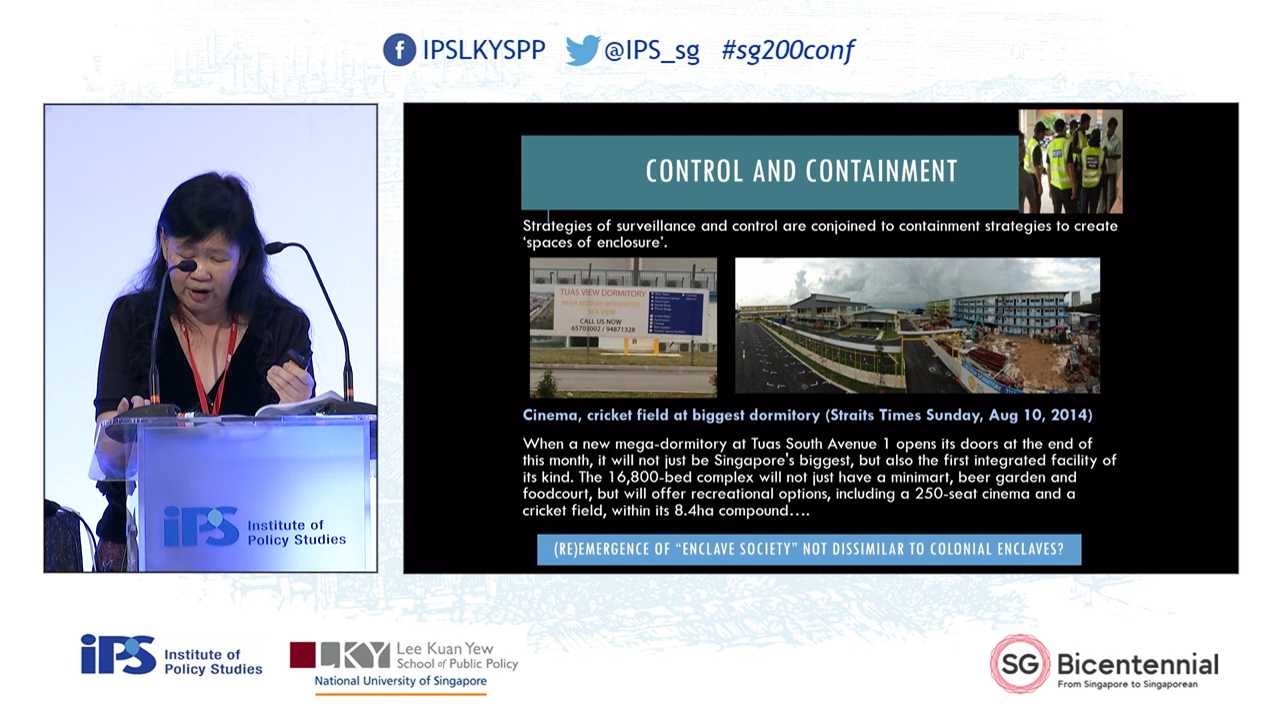 IPSLKYSPP @IPS_sg #sg200conf
CONTROL AND CONTAINMENT
Strategies of surveillance and control are conjoined to containment strategies to create
'spaces of enclosure'.
TUAS VIEW DORMITORY
MEGA MODERN INTEGRATED
SEA VIEW
CALL US NOW
65703002 / 94871328
Cinema, cricket field at biggest dormitory (Straits Times Sunday, Aug 10, 2014)
When a new mega-dormitory at Tuas South Avenue 1 opens its doors at the end of
this month, it will not just be Singapore's biggest, but also the first integrated facility of
its kind. The 16,800-bed complex will not just have a minimart, beer garden and
foodcourt, but will offer recreational options, including a 250-seat cinema and a
cricket field, within its 8.4ha compound....
(RE)EMERGENCE OF "ENCLAVE SOCIETY" NOT DISSIMILAR TO COLONIAL ENCLAVES?
iPS Institute of
Policy Studies
iPS Institute of
Policy Studies
LKY Lee Kuan Yew
School of Public Policy
National University of Singapore
SG Bicentennial
From Singapore to Singaporean